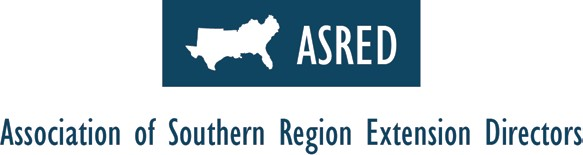 ASRED
Association of Southern Region Extension Directors